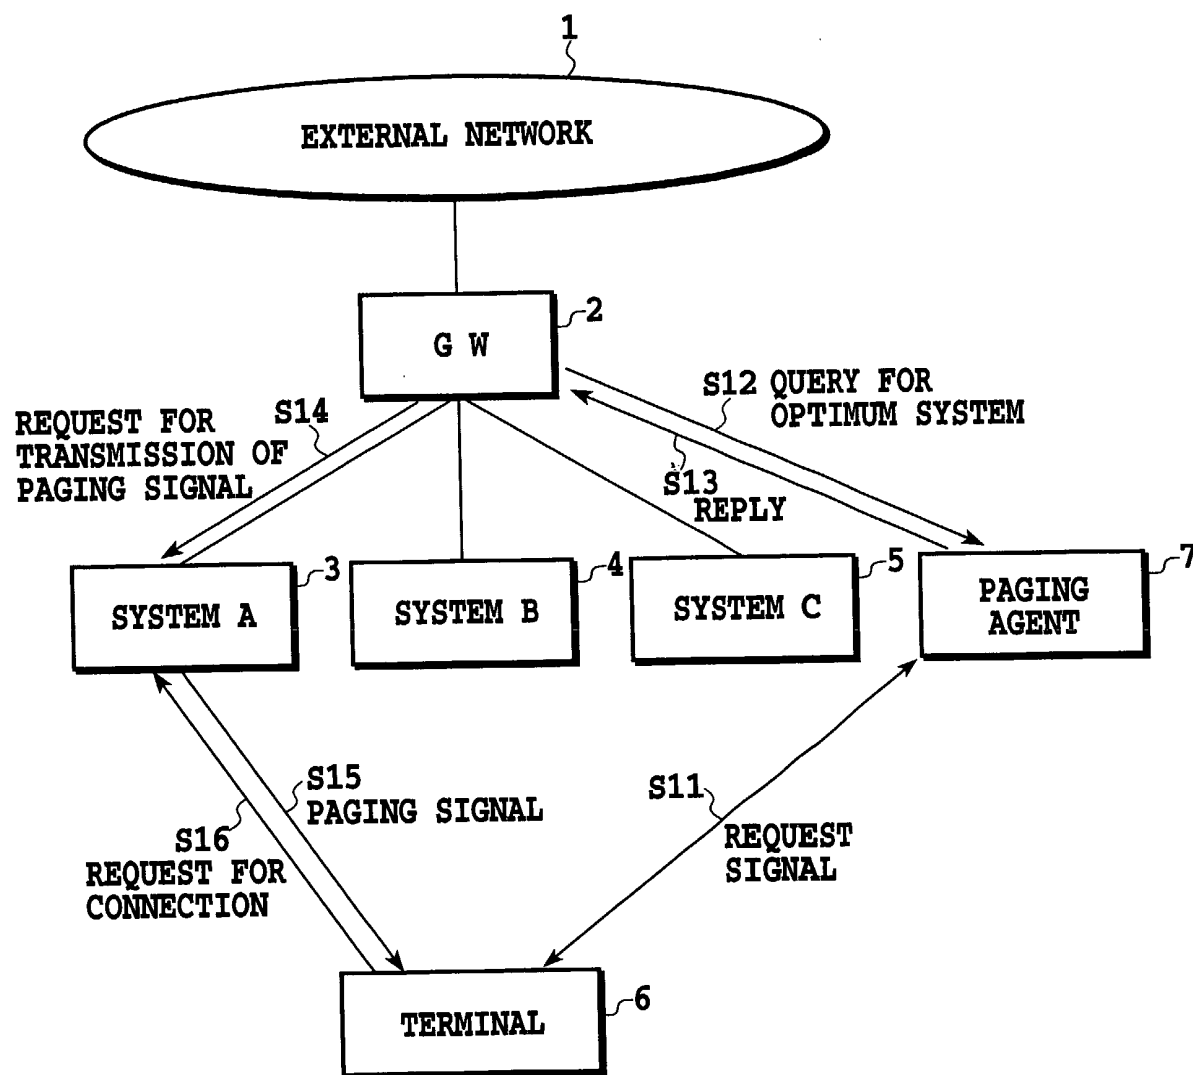 1
EXTERNAL NETWORK
2
G W
S12 QUERY FOR
OPTIMUM SYSTEM
S14
REQUEST FOR
TRANSMISSION OF
PAGING SIGNAL
S13
REPLY
3
SYSTEM A
4
SYSTEM B
5
SYSTEM C
7
PAGING
AGENT
S15
PAGING SIGNAL
S11
REQUEST
SIGNAL
S16
REQUEST FOR
CONNECTION
6
TERMINAL